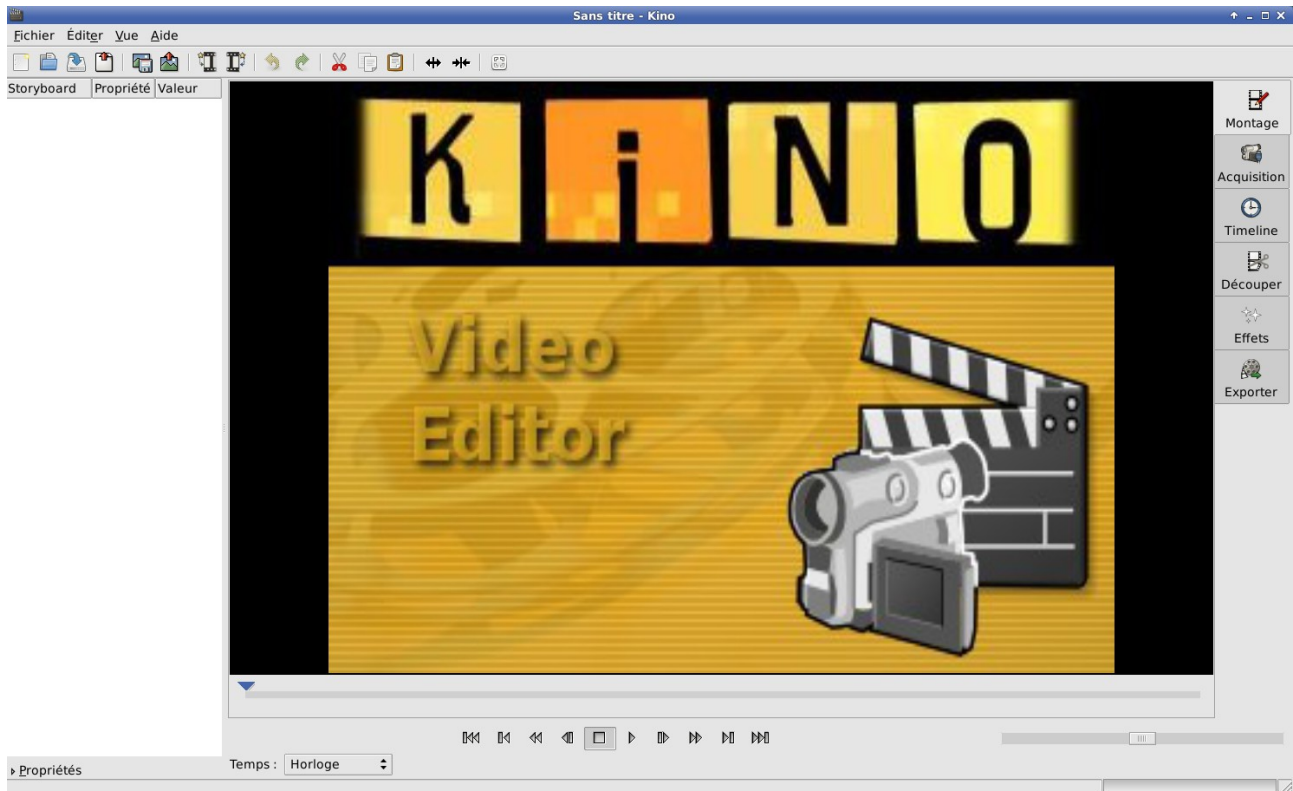 Sans titre - Kino
Fichier Éditer Vue Aide
Storyboard Propriété Valeur
KiNO
Video
Editor
Montage
Acquisition
Timeline
Découper
Effets
Exporter
Temps : Horloge
Propriétés